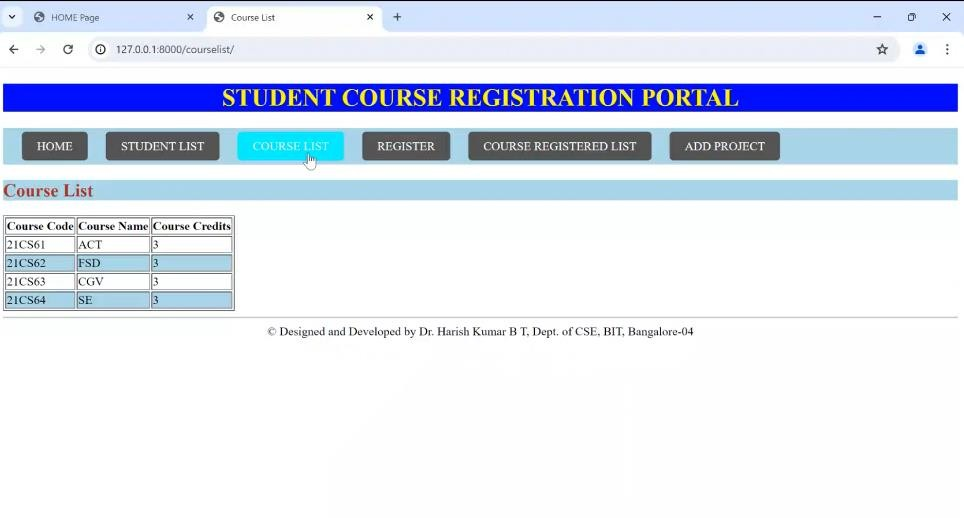 HOME Page
Course List
127.0.0.1:8000/courselist/
STUDENT COURSE REGISTRATION PORTAL
HOME STUDENT LIST COURSE LIST REGISTER COURSE REGISTERED LIST ADD PROJECT
Course List
Course Code Course Name Course Credits
21CS61 ACT 3
21CS62 FSD 3
21CS63 CGV 3
21CS64 SE 3
© Designed and Developed by Dr. Harish Kumar B T, Dept. of CSE, BIT, Bangalore-04